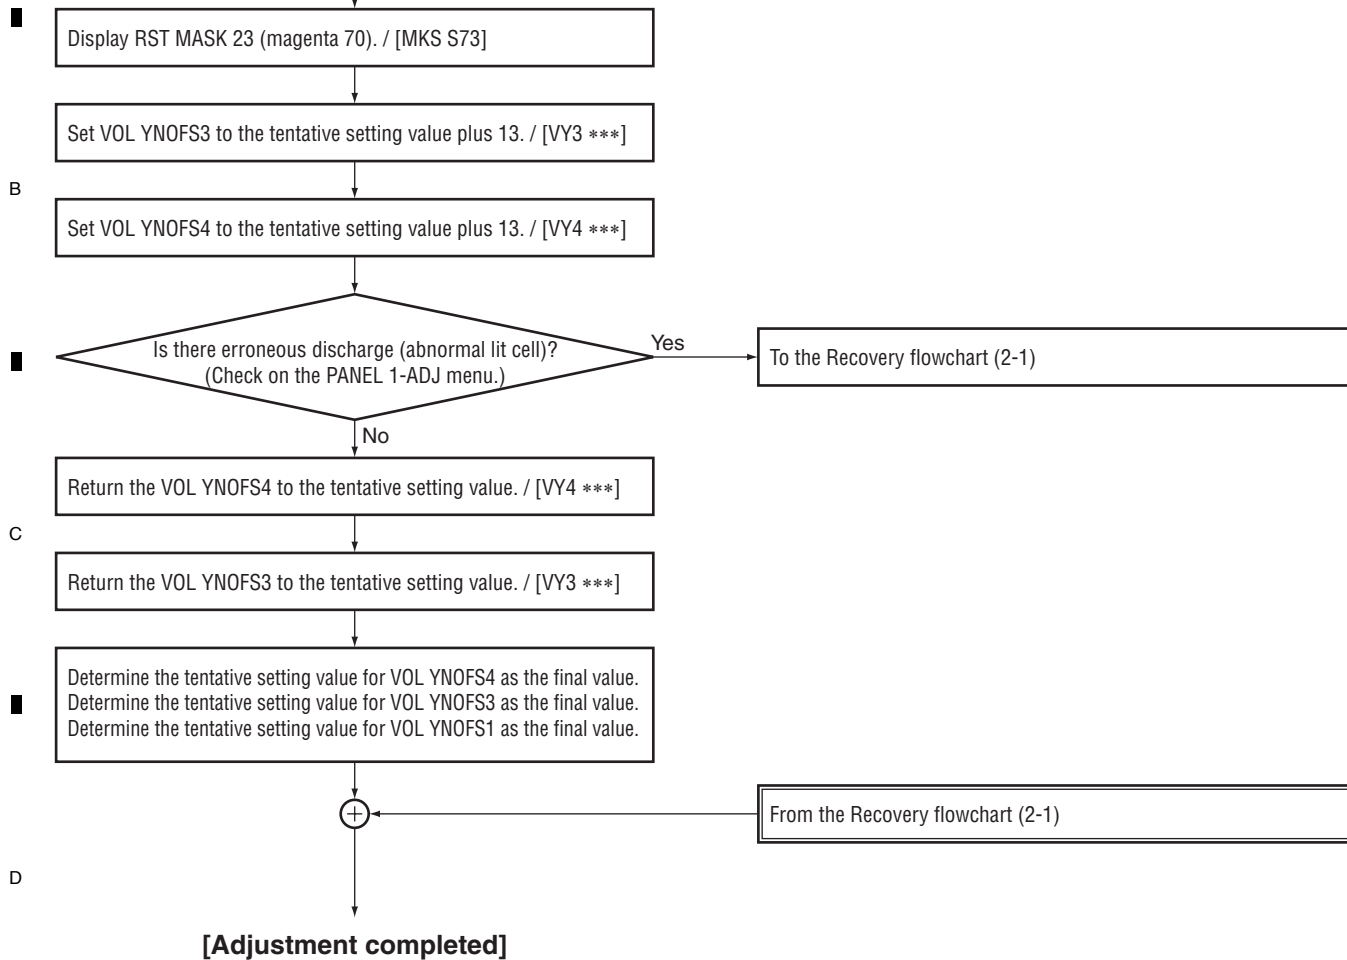 Display RST MASK 23 (magenta 70). / [MKS S73]
Set VOL YNOFS3 to the tentative setting value plus 13. / [VY3 ***]
B
Set VOL YNOFS4 to the tentative setting value plus 13. / [VY4 ***]
Is there erroneous discharge (abnormal lit cell)?
(Check on the PANEL 1-ADJ menu.)
Yes
To the Recovery flowchart (2-1)
No
Return the VOL YNOFS4 to the tentative setting value. / [VY4 ***]
C
Return the VOL YNOFS3 to the tentative setting value. / [VY3 ***]
Determine the tentative setting value for VOL YNOFS4 as the final value.
Determine the tentative setting value for VOL YNOFS3 as the final value.
Determine the tentative setting value for VOL YNOFS1 as the final value.
+
From the Recovery flowchart (2-1)
D
[Adjustment completed]